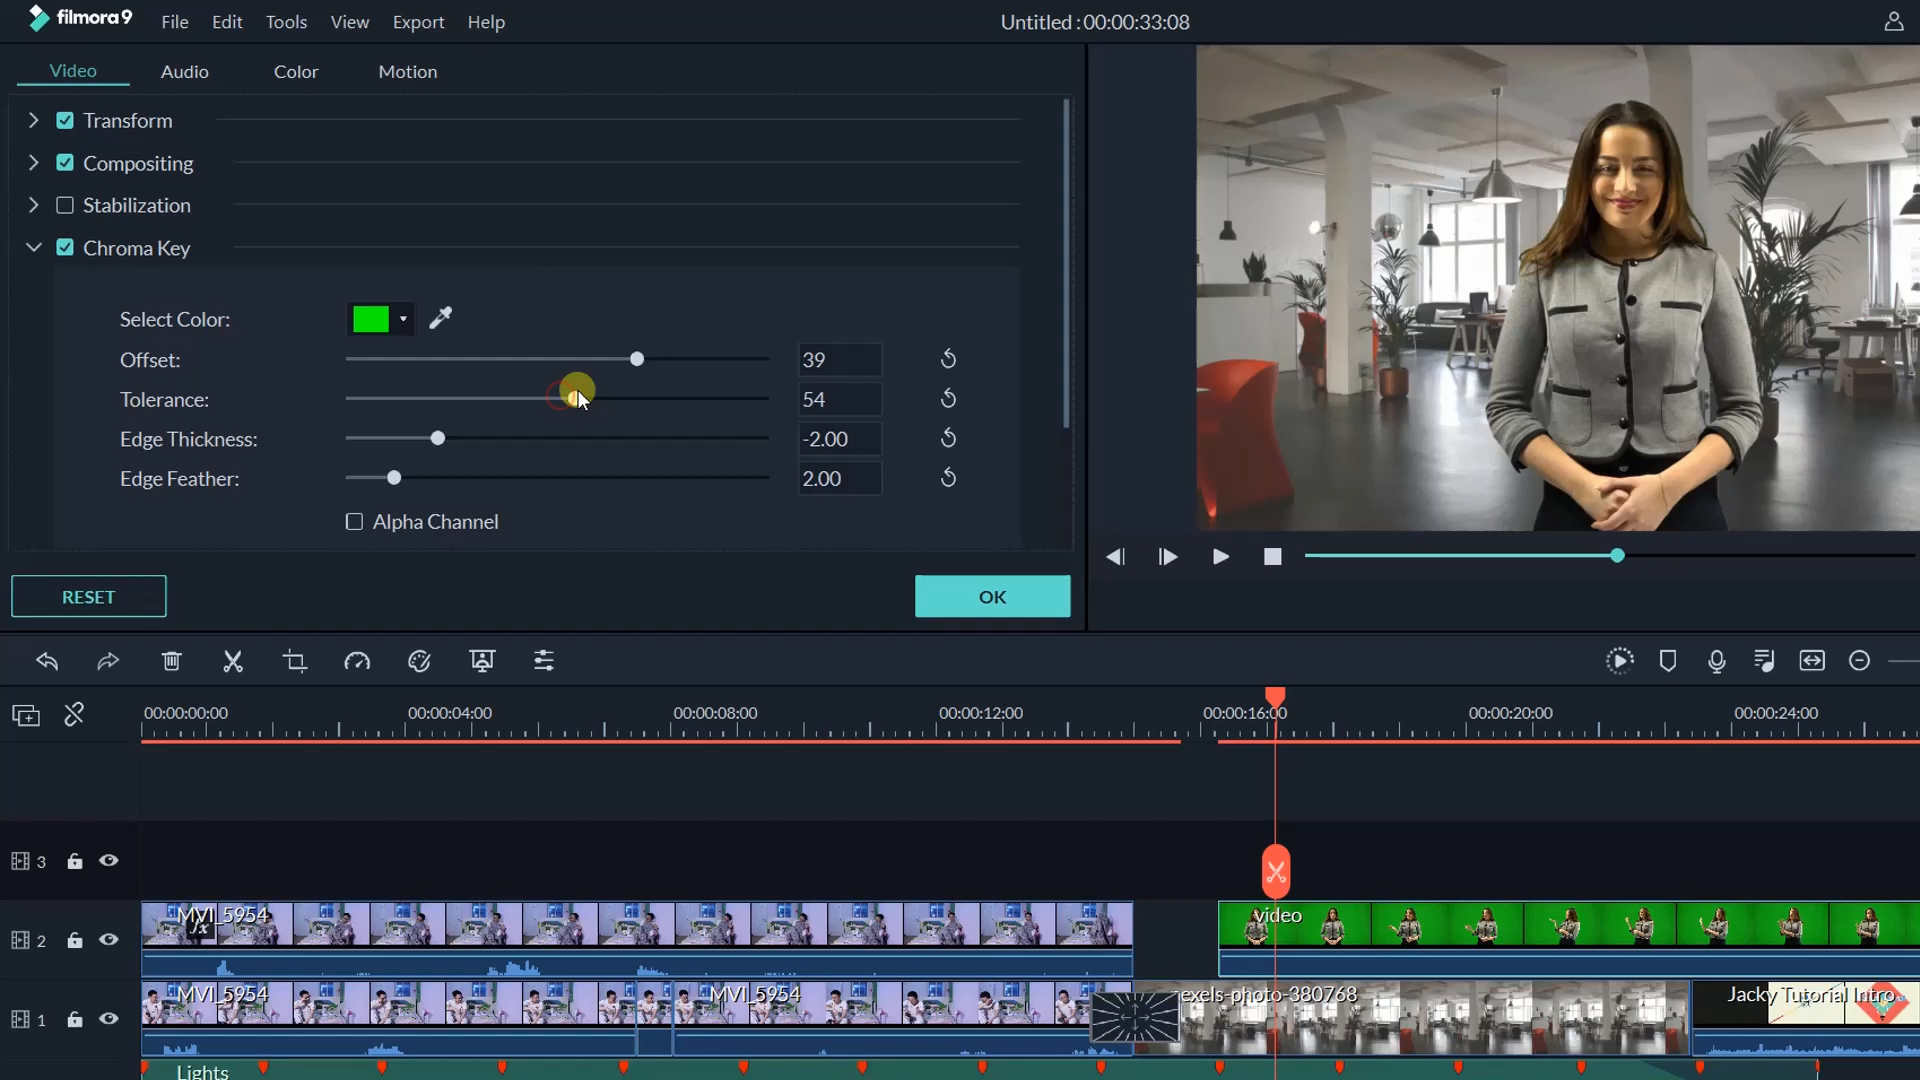 filmora9 File Edit Tools View Export Help Untitled : 00:00:33:08
Video Audio Color Motion
Transform
Compositing
Stabilization
Chroma Key
Select Color:
Offset: 39
Tolerance: 54
Edge Thickness: -2.00
Edge Feather: 2.00
Alpha Channel
RESET OK
00:00:00:00 00:00:04:00 00:00:08:00 00:00:12:00 00:00:16:00 00:00:20:00 00:00:24:00
3
MVI_5954 video
fx
2
MVI_5954 MVI_5954 pexels-photo-380768 Jacky Tutorial Intro
1
Lights